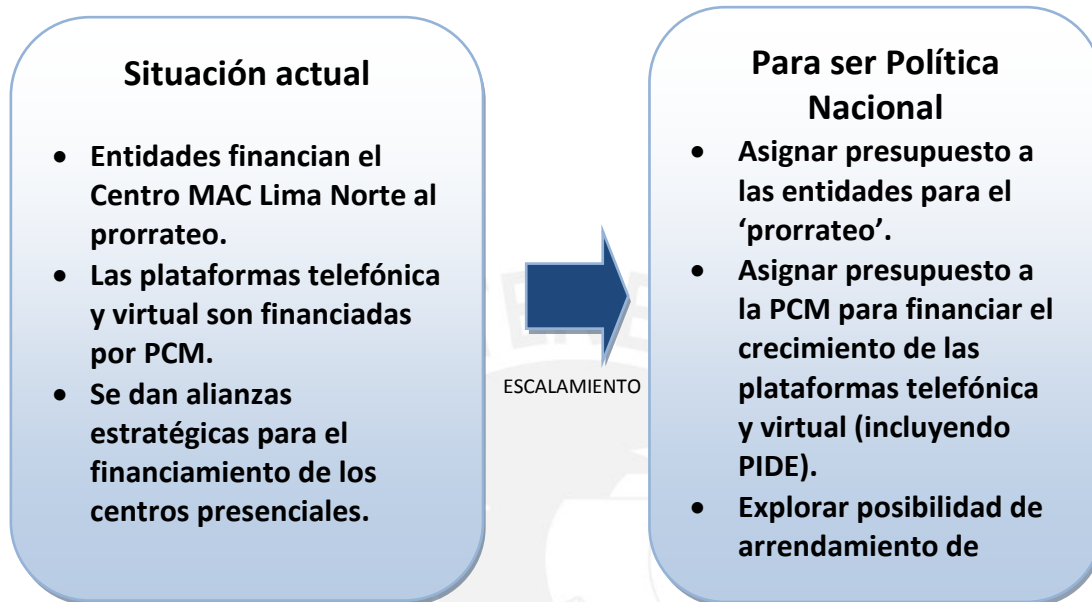 Situación actual
• Entidades financian el
Centro MAC Lima Norte al
prorrateo.
• Las plataformas telefónica
y virtual son financiadas
por PCM.
• Se dan alianzas
estratégicas para el
financiamiento de los
centros presenciales.
ESCALAMIENTO
Para ser Política
Nacional
• Asignar presupuesto a
las entidades para el
‘prorrateo’.
• Asignar presupuesto a
la PCM para financiar el
crecimiento de las
plataformas telefónica
y virtual (incluyendo
PIDE).
• Explorar posibilidad de
arrendamiento de